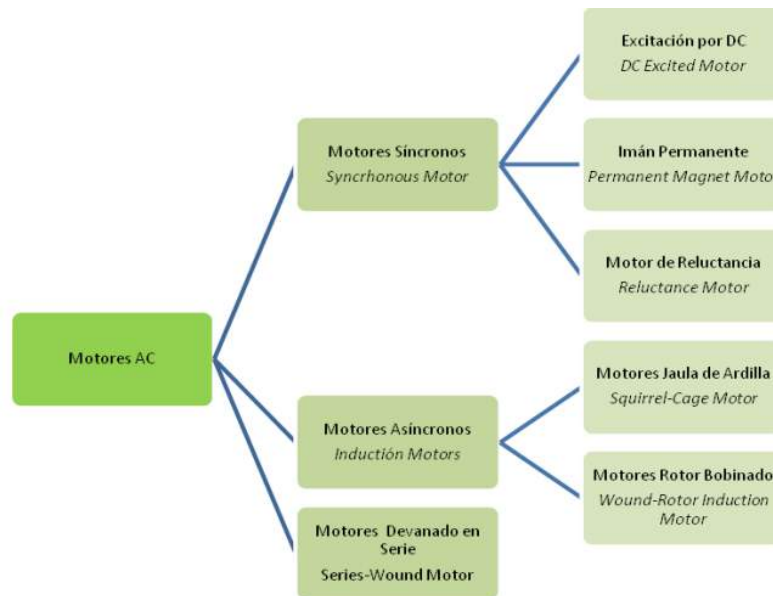 Excitación por DC
DC Excited Motor
Motores Síncronos
Syncrhonous Motor
Imán Permanente
Permanent Magnet Moto
Motor de Reluctancia
Reluctance Motor
Motores AC
Motores Jaula de Ardilla
Squirrel-Cage Motor
Motores Asíncronos
Inductión Motors
Motores Rotor Bobinado
Wound-Rotor Induction
Motor
Motores Devanado en
Serie
Series-Wound Motor